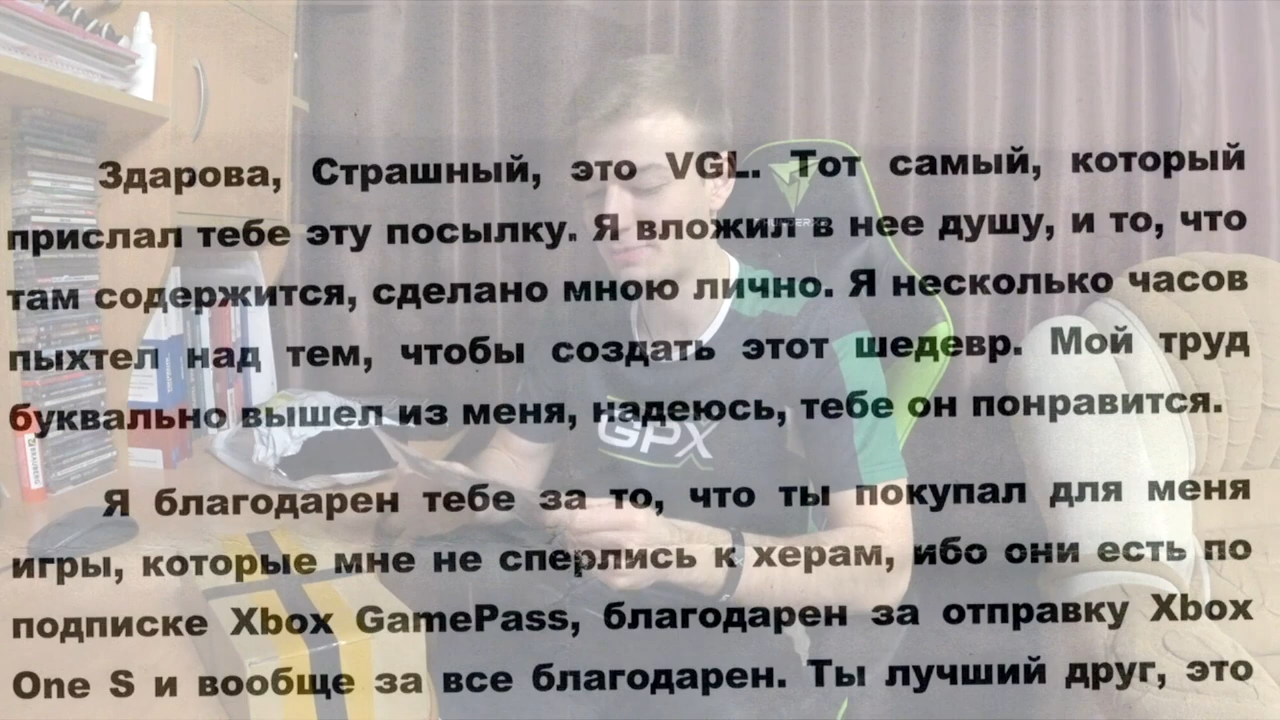 Здарова, Страшный, это VGL. Тот самый, который
прислал тебе эту посылку. Я вложил в нее душу, и то, что
там содержится, сделано мною лично. Я несколько часов
пыхтел над тем, чтобы создать этот шедевр. Мой труд
буквально вышел из меня, надеюсь, тебе он понравится.
GPX
Я благодарен тебе за то, что ты покупал для меня
игры, которые мне не сперлись к херам, ибо они есть по
подписке Xbox GamePass, благодарен за отправку Xbox
One S и вообще за все благодарен. Ты лучший друг, это